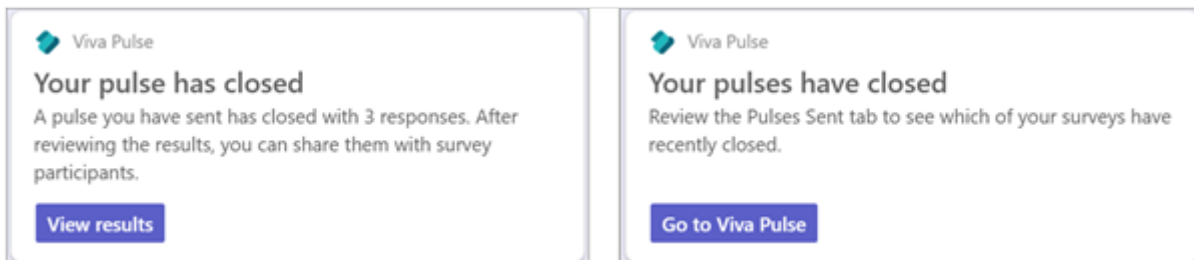 Viva Pulse
Your pulse has closed
A pulse you have sent has closed with 3 responses. After
reviewing the results, you can share them with survey
participants.
View results
Viva Pulse
Your pulses have closed
Review the Pulses Sent tab to see which of your surveys have
recently closed.
Go to Viva Pulse